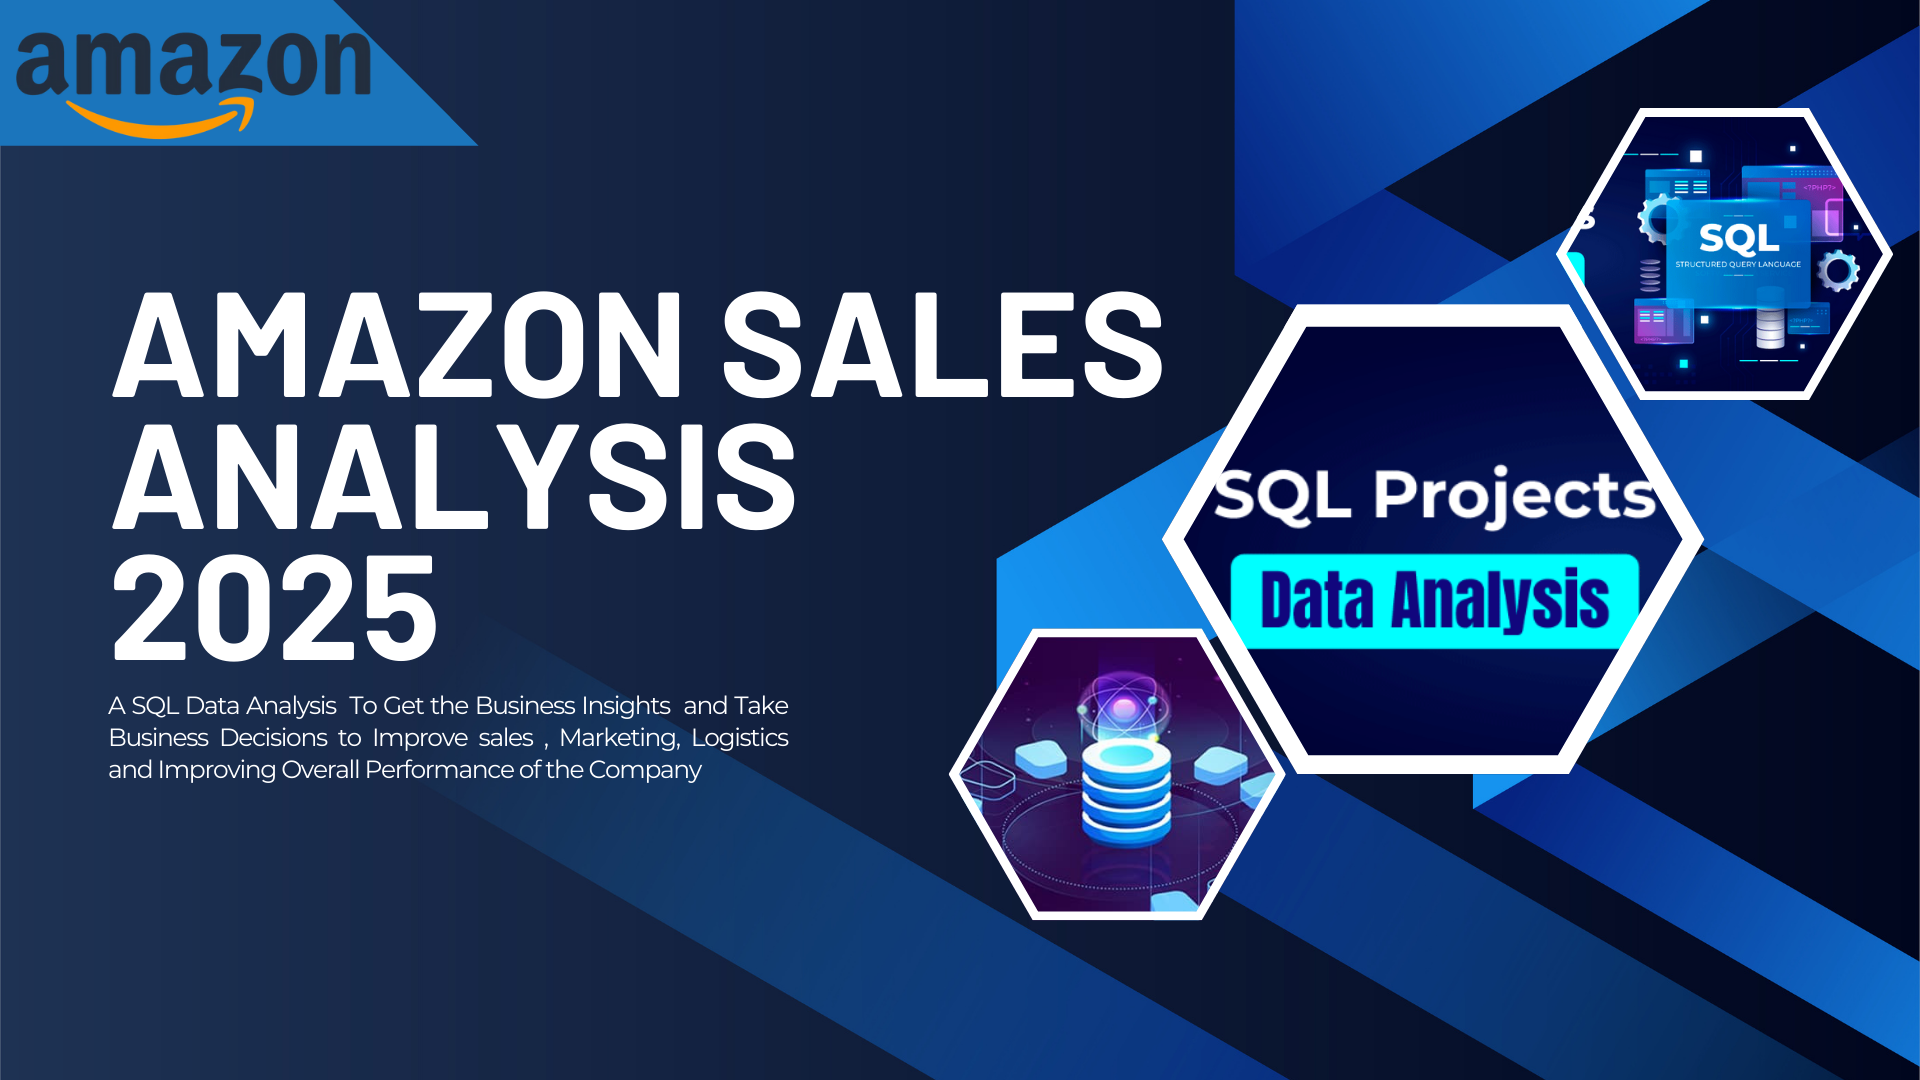 amazon
AMAZON SALES
ANALYSIS
2025
A SQL Data Analysis To Get the Business Insights and Take
Business Decisions to Improve sales , Marketing, Logistics
and Improving Overall Performance of the Company
SQL
STRUCTURED QUERY LANGUAGE
<?PHP?>
SQL Projects
Data Analysis